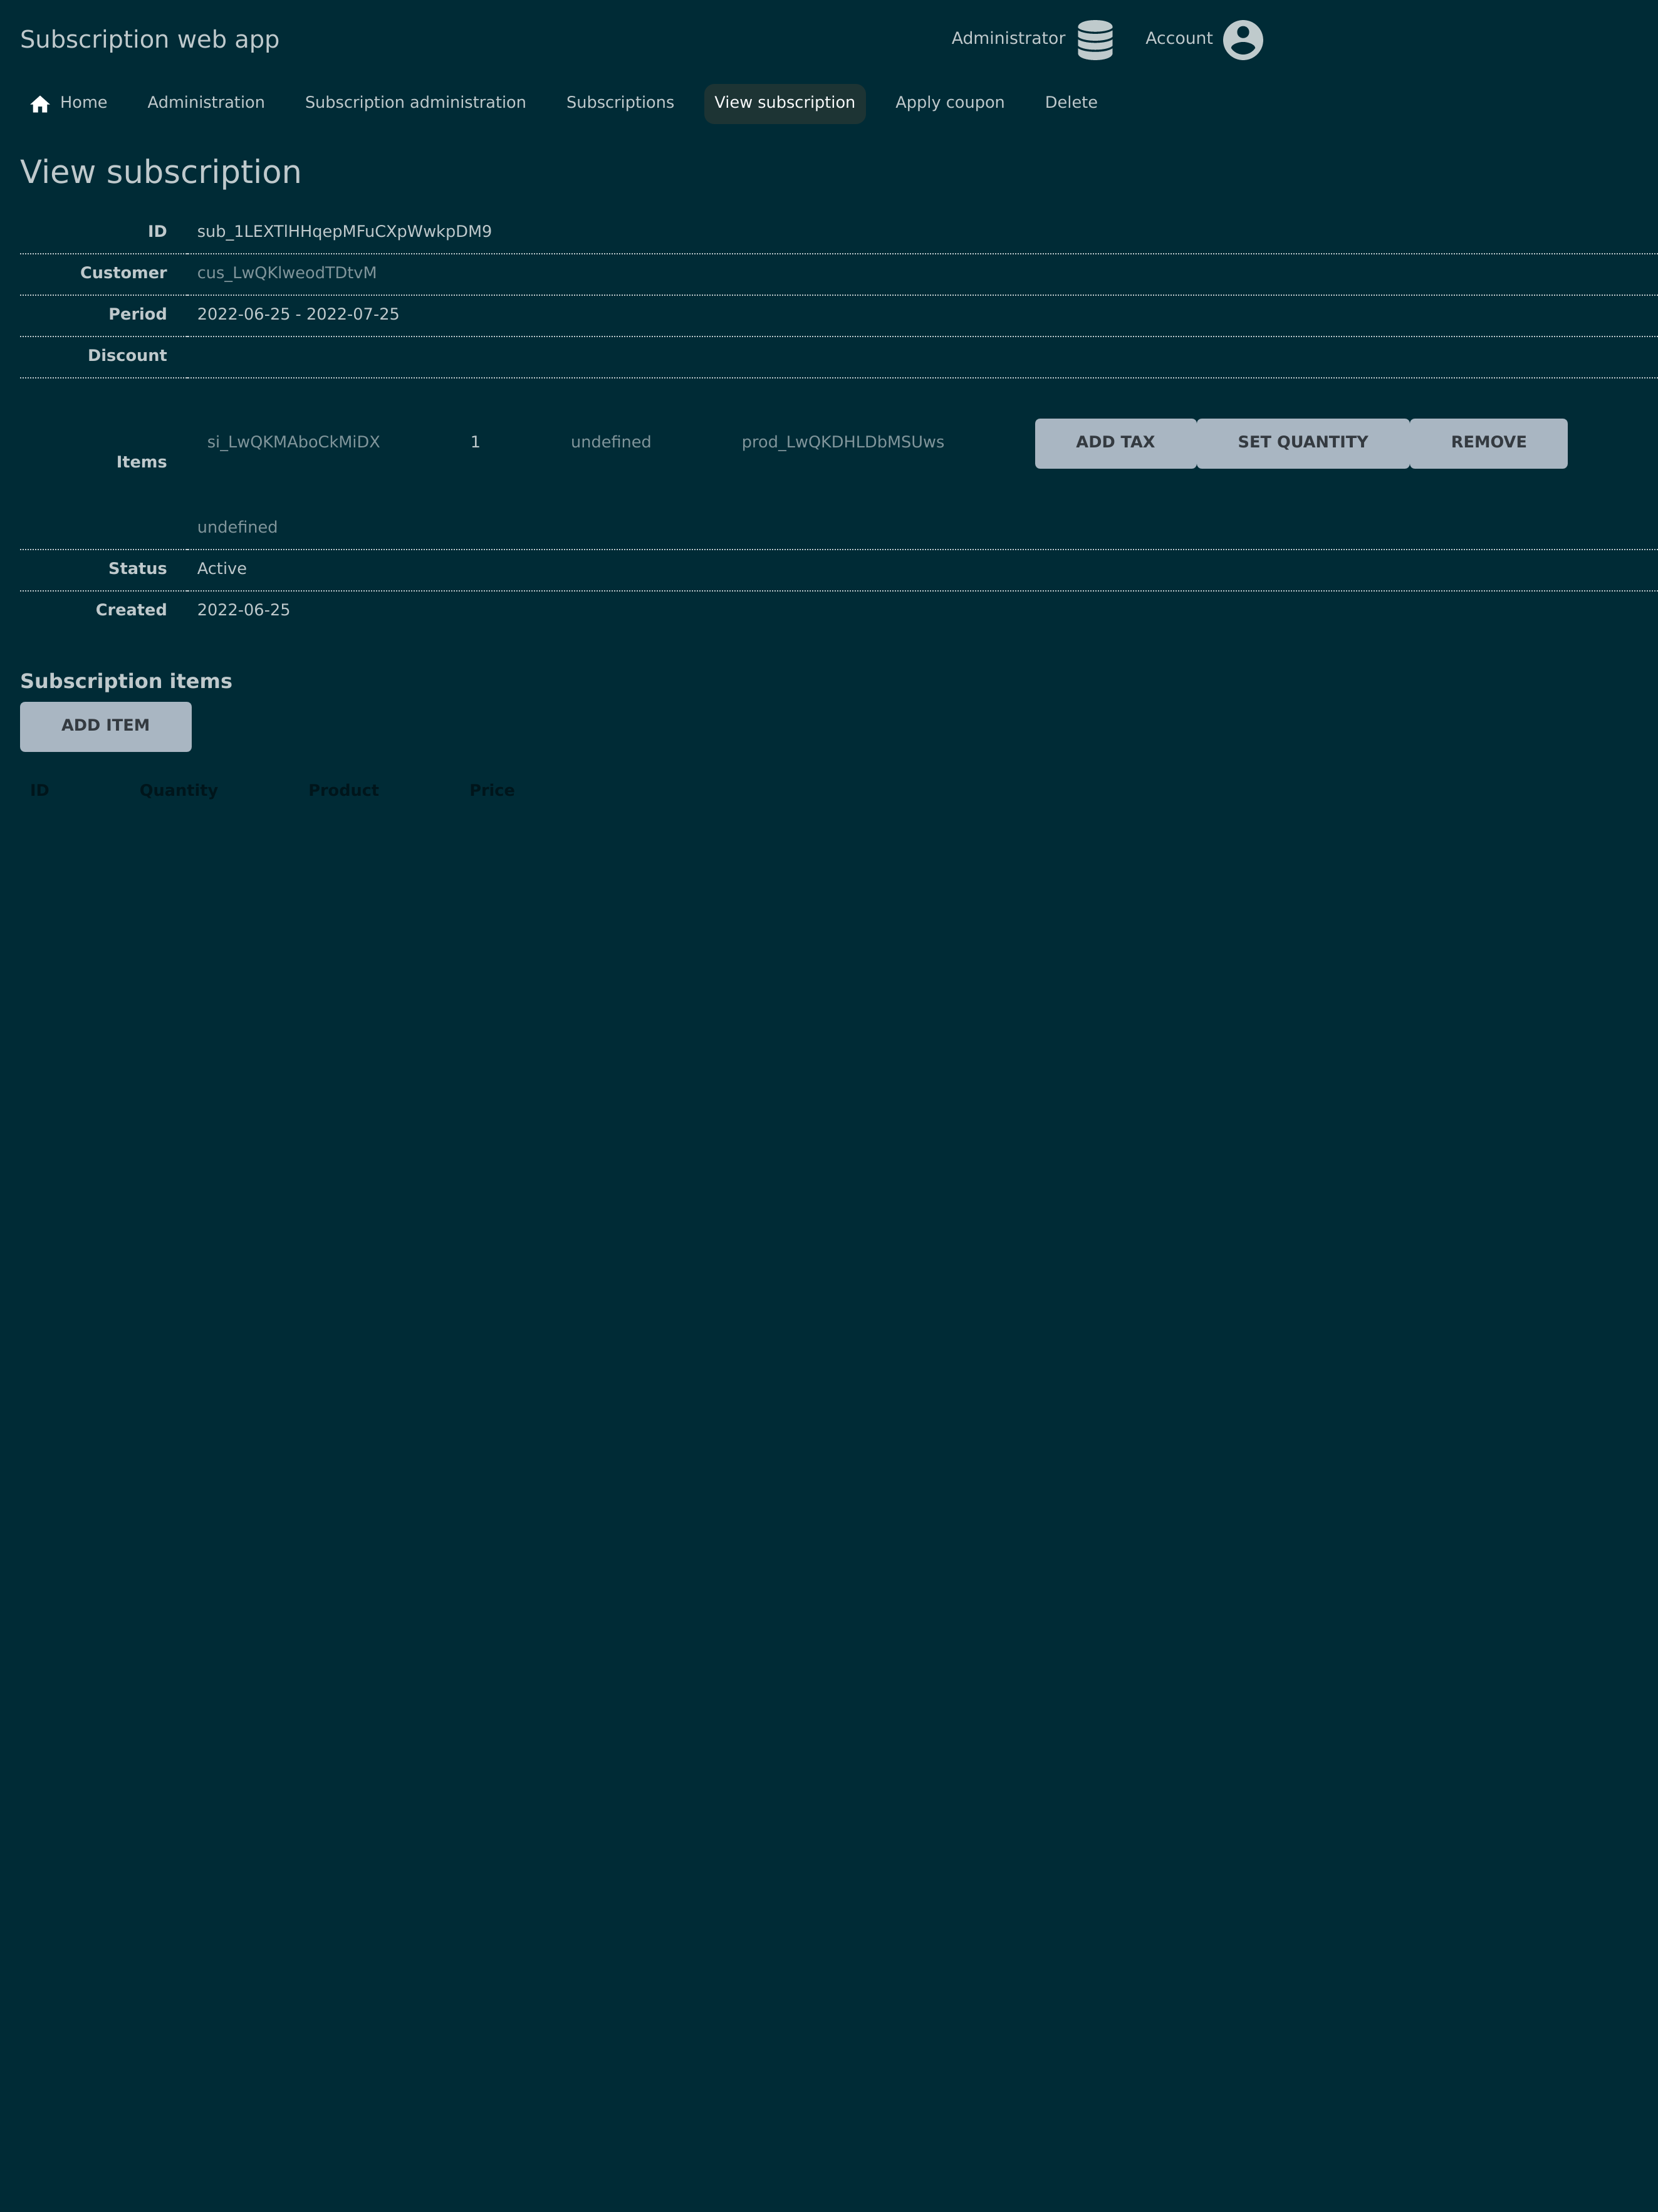 Subscription web app
Administrator Account
Home Administration Subscription administration Subscriptions View subscription Apply coupon Delete
View subscription
ID sub_1LEXTlHHqepMFuCXpWwkpDM9
Customer cus_LwQKlweodTDtvM
Period 2022-06-25 - 2022-07-25
Discount
Items si_LwQKMAboCkMiDX 1 undefined prod_LwQKDHLDbMSUws ADD TAX SET QUANTITY REMOVE
undefined
Status Active
Created 2022-06-25
Subscription items
ADD ITEM
ID Quantity Product Price